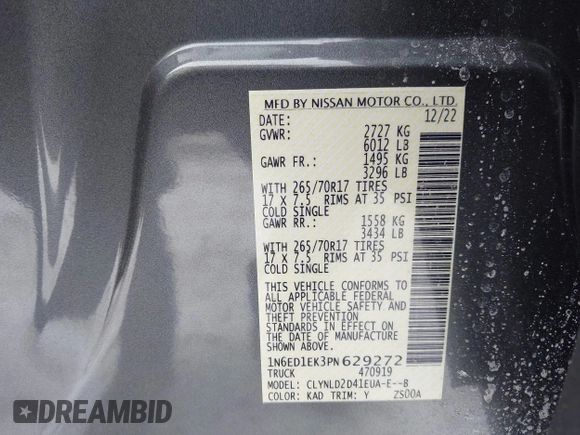 MFD BY NISSAN MOTOR CO., LTD.
DATE: 12/22
GVWR: 2727 KG
6012 LB
GAWR FR.: 1495 KG
3296 LB
WITH 265/70R17 TIRES
17 X 7.5 RIMS AT 35 PSI
COLD SINGLE
GAWR RR.: 1558 KG
3434 LB
WITH 265/70R17 TIRES
17 X 7.5 RIMS AT 35 PSI
COLD SINGLE
THIS VEHICLE CONFORMS TO
ALL APPLICABLE FEDERAL
MOTOR VEHICLE SAFETY AND
THEFT PREVENTION
STANDARDS IN EFFECT ON
THE DATE OF MANUFACTURE
SHOWN ABOVE.
1N6ED1EK3PN629272
TRUCK 470919
MODEL: CLYNLD2D41EUA-E--B
COLOR: KAD TRIM: Y ZS00A
DREAMBID